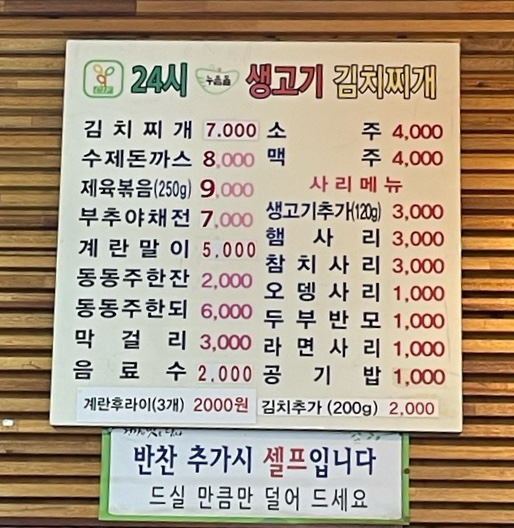 24시 생고기 김치찌개
김치찌개 7.000
수제돈까스 8,000
제육볶음(250g) 9,000
부추야채전 7,000
계란말이 5.000
동동주한잔 2,000
동동주한되 6,000
막걸리 3,000
음료수 2.000
계란후라이(3개) 2000원
소주 4,000
맥주 4,000
사리메뉴
생고기추가(120g) 3,000
햄사리 3,000
참치사리 3,000
오뎅사리 1,000
두부반모 1,000
라면사리 1,000
공기밥 1,000
김치추가 (200g) 2,000
반찬 추가시 셀프입니다
드실 만큼만 덜어 드세요